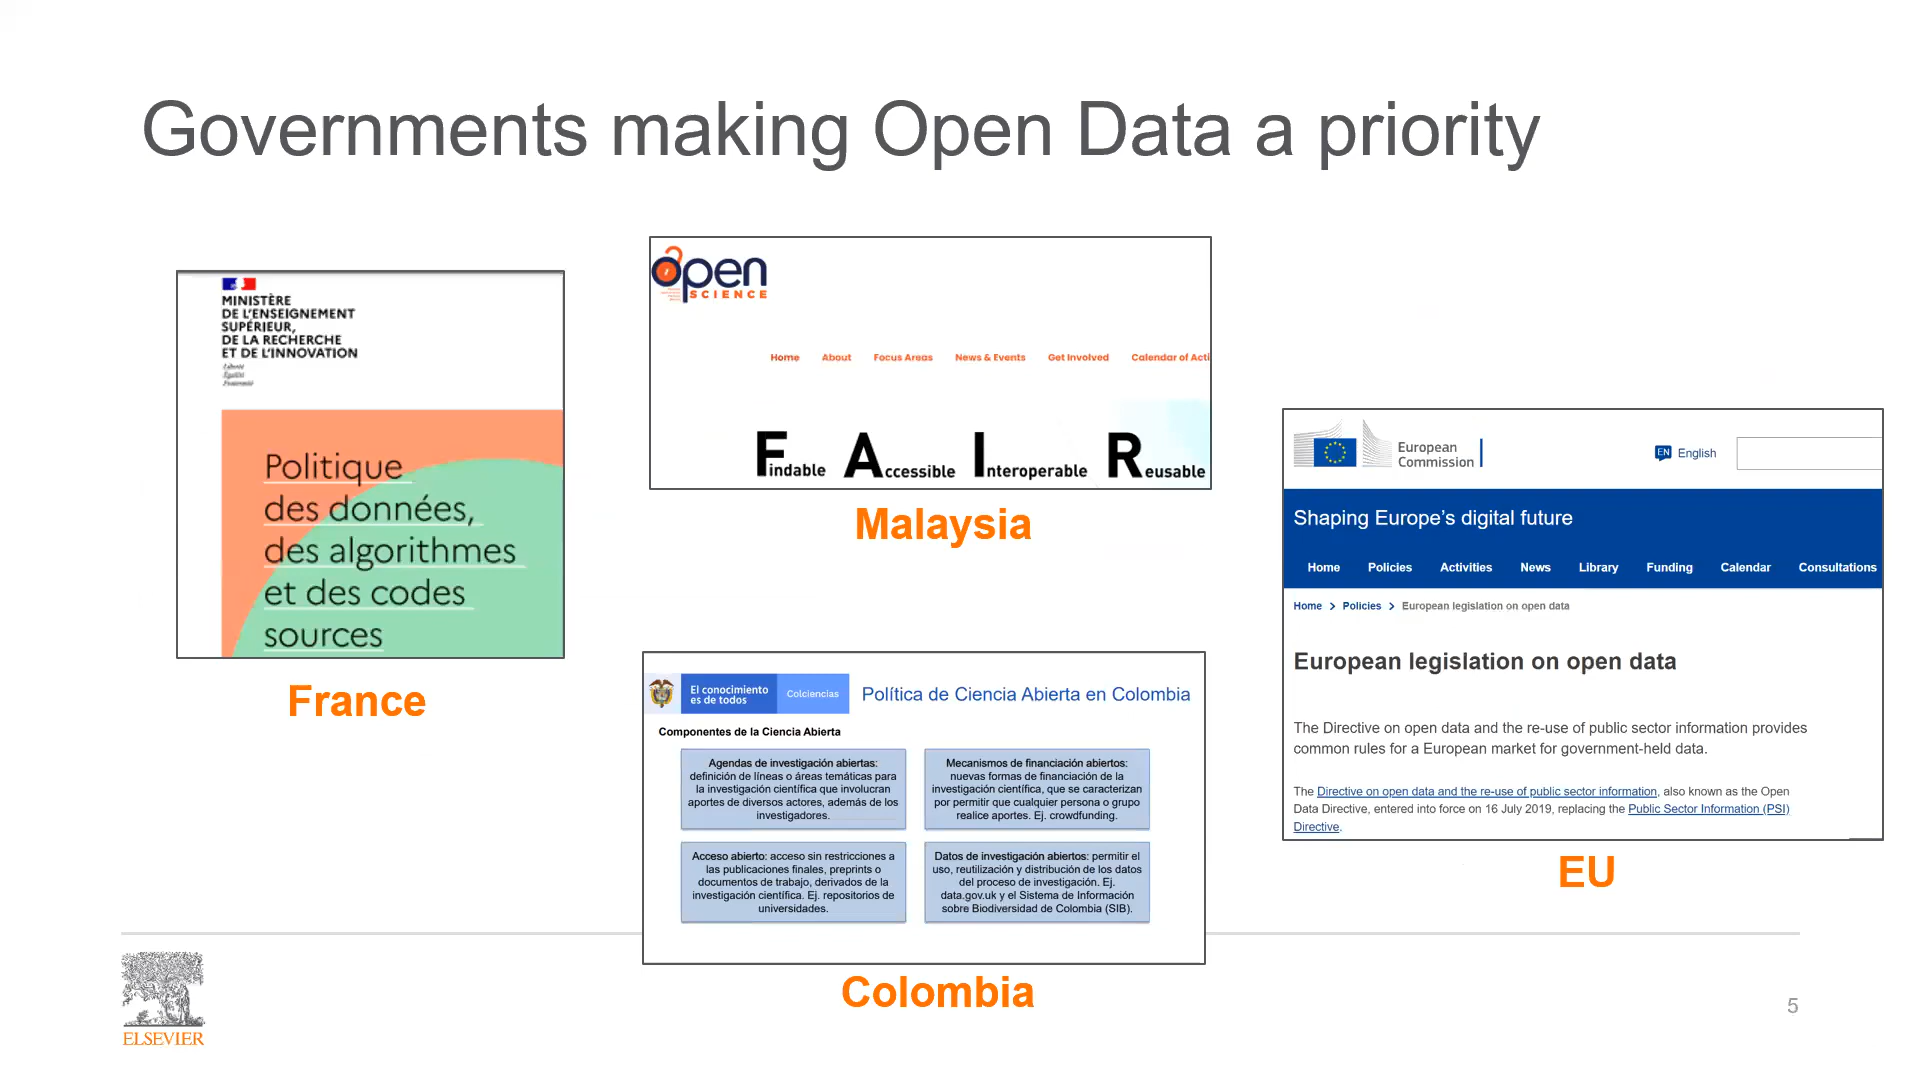 Governments making Open Data a priority
MINISTÈRE
DE L'ENSEIGNEMENT
SUPÉRIEUR,
DE LA RECHERCHE
ET DE L'INNOVATION
Liberté
Égalité
Fraternité
Politique
des données,
des algorithmes
et des codes
sources
France
open
SCIENCE
Home About Focus Areas News & Events Get Involved Calendar of Acti
Findable Accessible Interoperable Reusable
Malaysia
El conocimiento
es de todos
Colciencias
Política de Ciencia Abierta en Colombia
Componentes de la Ciencia Abierta
Agendas de investigación abiertas:
definición de líneas o áreas temáticas para
la investigación científica que involucran
aportes de diversos actores, además de los
investigadores.
Mecanismos de financiación abiertos:
nuevas formas de financiación de la
investigación científica, que se caracterizan
por permitir que cualquier persona o grupo
realice aportes. Ej. crowdfunding.
Acceso abierto: acceso sin restricciones a
las publicaciones finales, preprints o
documentos de trabajo, derivados de la
investigación científica. Ej. repositorios de
universidades.
Datos de investigación abiertos: permitir el
uso, reutilización y distribución de los datos
del proceso de investigación. Ej.
data.gov.uk y el Sistema de Información
sobre Biodiversidad de Colombia (SIB).
Colombia
European
Commission
EN English
Shaping Europe's digital future
Home Policies Activities News Library Funding Calendar Consultations
Home > Policies > European legislation on open data
European legislation on open data
The Directive on open data and the re-use of public sector information provides
common rules for a European market for government-held data.
The Directive on open data and the re-use of public sector information, also known as the Open
Data Directive, entered into force on 16 July 2019, replacing the Public Sector Information (PSI)
Directive.
EU
ELSEVIER
5